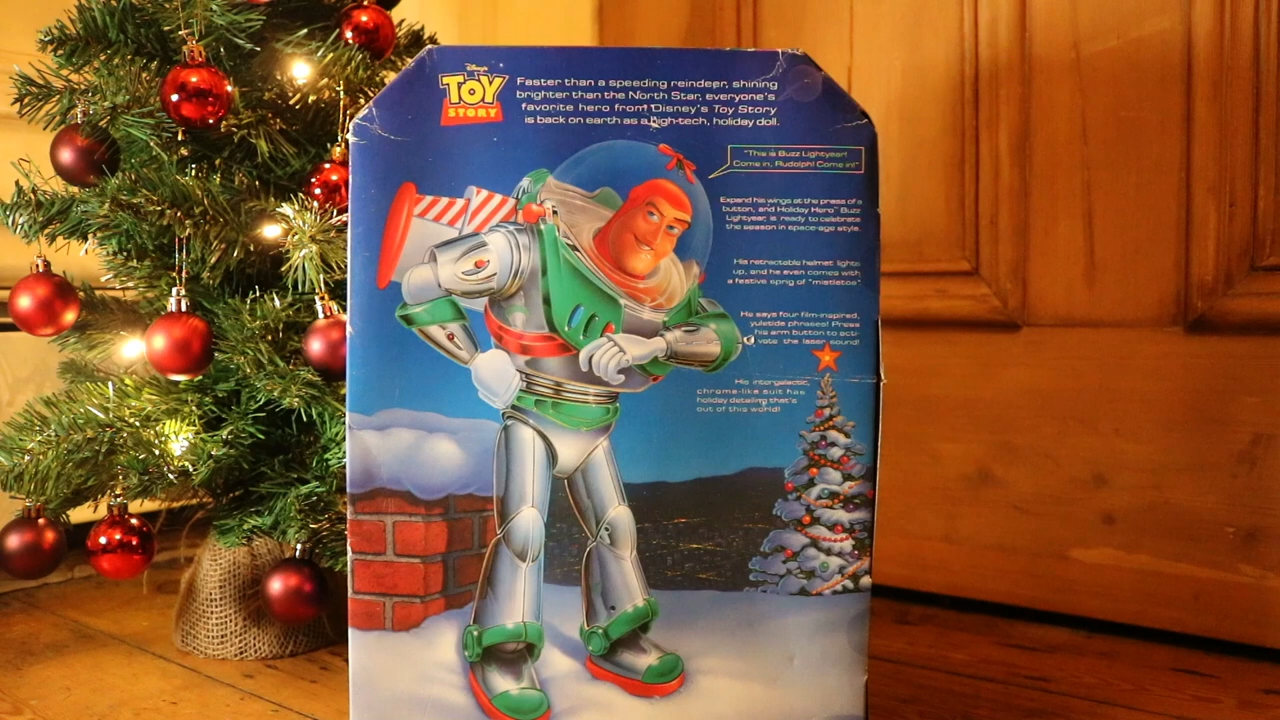 Disney's
TOY
STORY
Faster than a speeding reindeer, shining
brighter than the North Star, everyone's
favorite hero from Disney's Toy Story
is back on earth as a high-tech, holiday doll.
"This is Buzz Lightyear!
Come in, Rudolph! Come in!"
Expand his wings at the press of a
button, and Holiday Hero™ Buzz
Lightyear is ready to celebrate
the season in space-age style.
His retractable helmet lights
up, and he even comes with
a festive sprig of "mistletoe".
He says four film-inspired,
yuletide phrases! Press
his arm button to acti-
vate the laser sound!
His intergalactic,
chrome-like suit has
holiday detailing that's
out of this world!